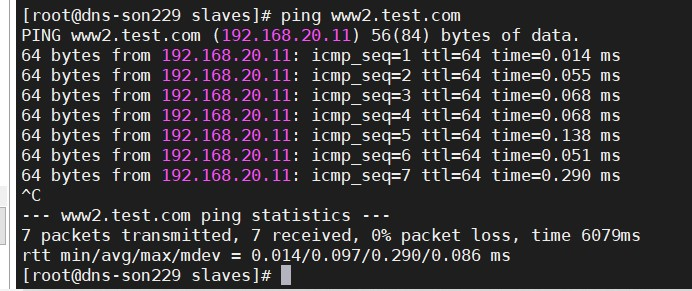 [root@dns-son229 slaves]# ping www2.test.com
PING www2.test.com (192.168.20.11) 56(84) bytes of data.
64 bytes from 192.168.20.11: icmp_seq=1 ttl=64 time=0.014 ms
64 bytes from 192.168.20.11: icmp_seq=2 ttl=64 time=0.055 ms
64 bytes from 192.168.20.11: icmp_seq=3 ttl=64 time=0.068 ms
64 bytes from 192.168.20.11: icmp_seq=4 ttl=64 time=0.068 ms
64 bytes from 192.168.20.11: icmp_seq=5 ttl=64 time=0.138 ms
64 bytes from 192.168.20.11: icmp_seq=6 ttl=64 time=0.051 ms
64 bytes from 192.168.20.11: icmp_seq=7 ttl=64 time=0.290 ms
^C
--- www2.test.com ping statistics ---
7 packets transmitted, 7 received, 0% packet loss, time 6079ms
rtt min/avg/max/mdev = 0.014/0.097/0.290/0.086 ms
[root@dns-son229 slaves]#